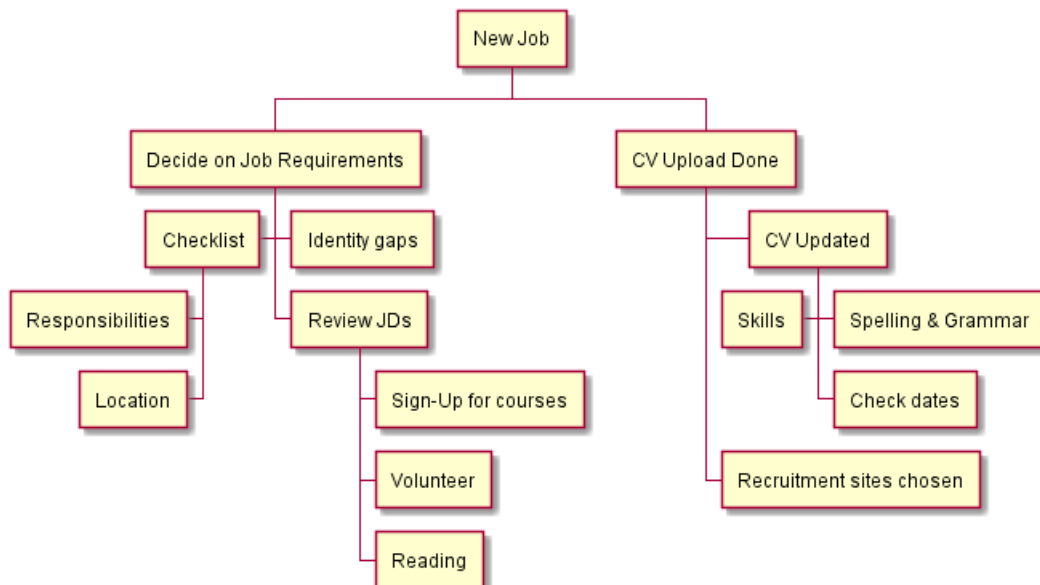 New Job
Decide on Job Requirements
CV Upload Done
Checklist
Identity gaps
CV Updated
Responsibilities
Review JDs
Skills
Spelling & Grammar
Location
Sign-Up for courses
Check dates
Volunteer
Recruitment sites chosen
Reading